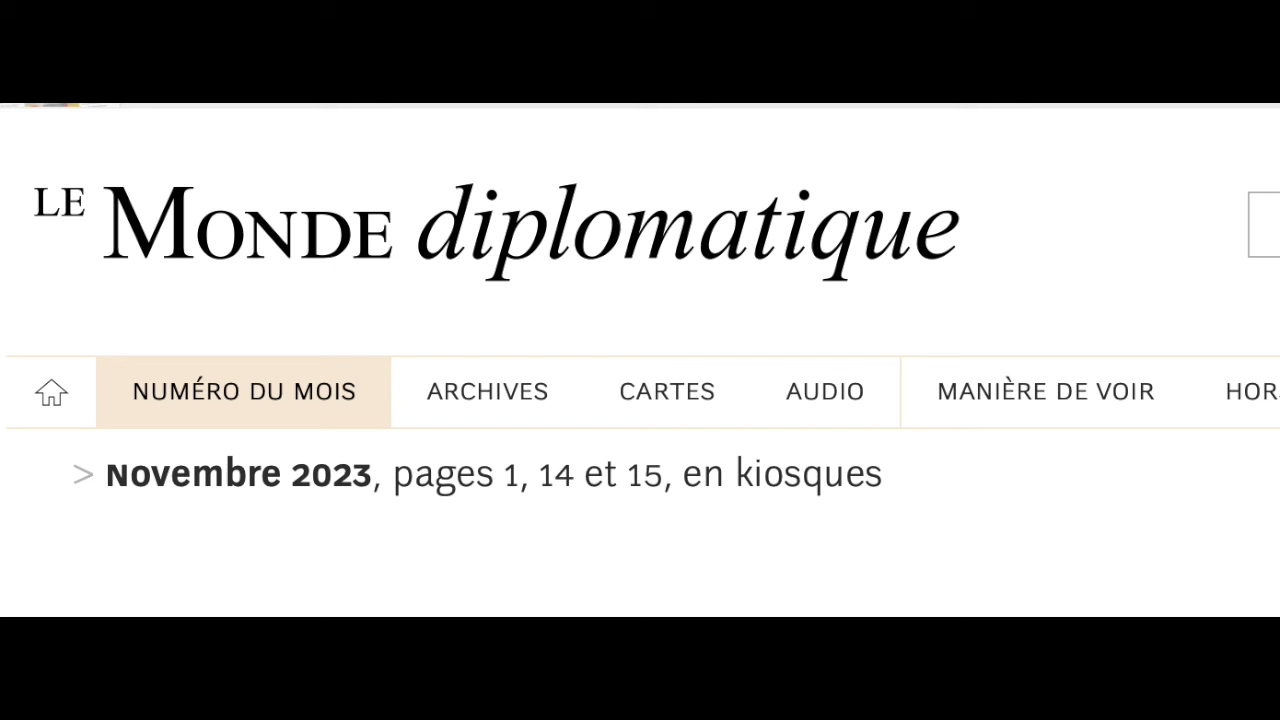 LE MONDE diplomatique
NUMÉRO DU MOIS ARCHIVES CARTES AUDIO MANIÈRE DE VOIR
> Novembre 2023, pages 1, 14 et 15, en kiosques